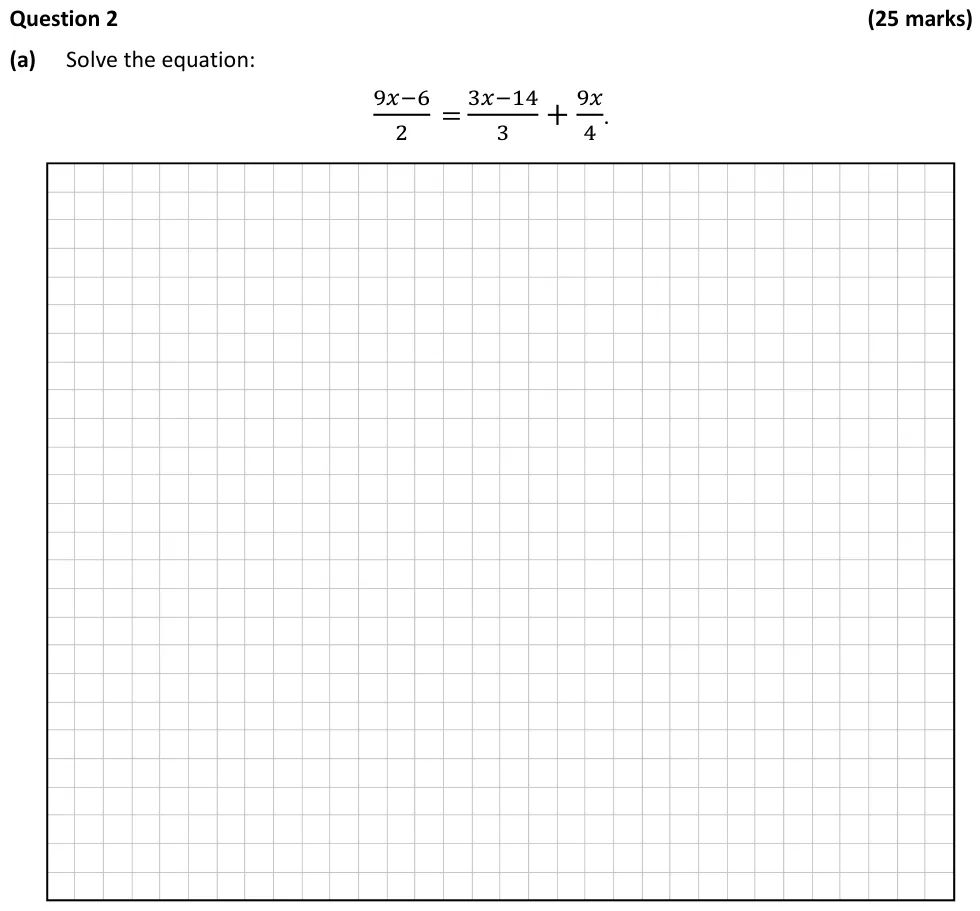 Question 2 (25 marks)
(a) Solve the equation:
9x−6/2 = 3x−14/3 + 9x/4.